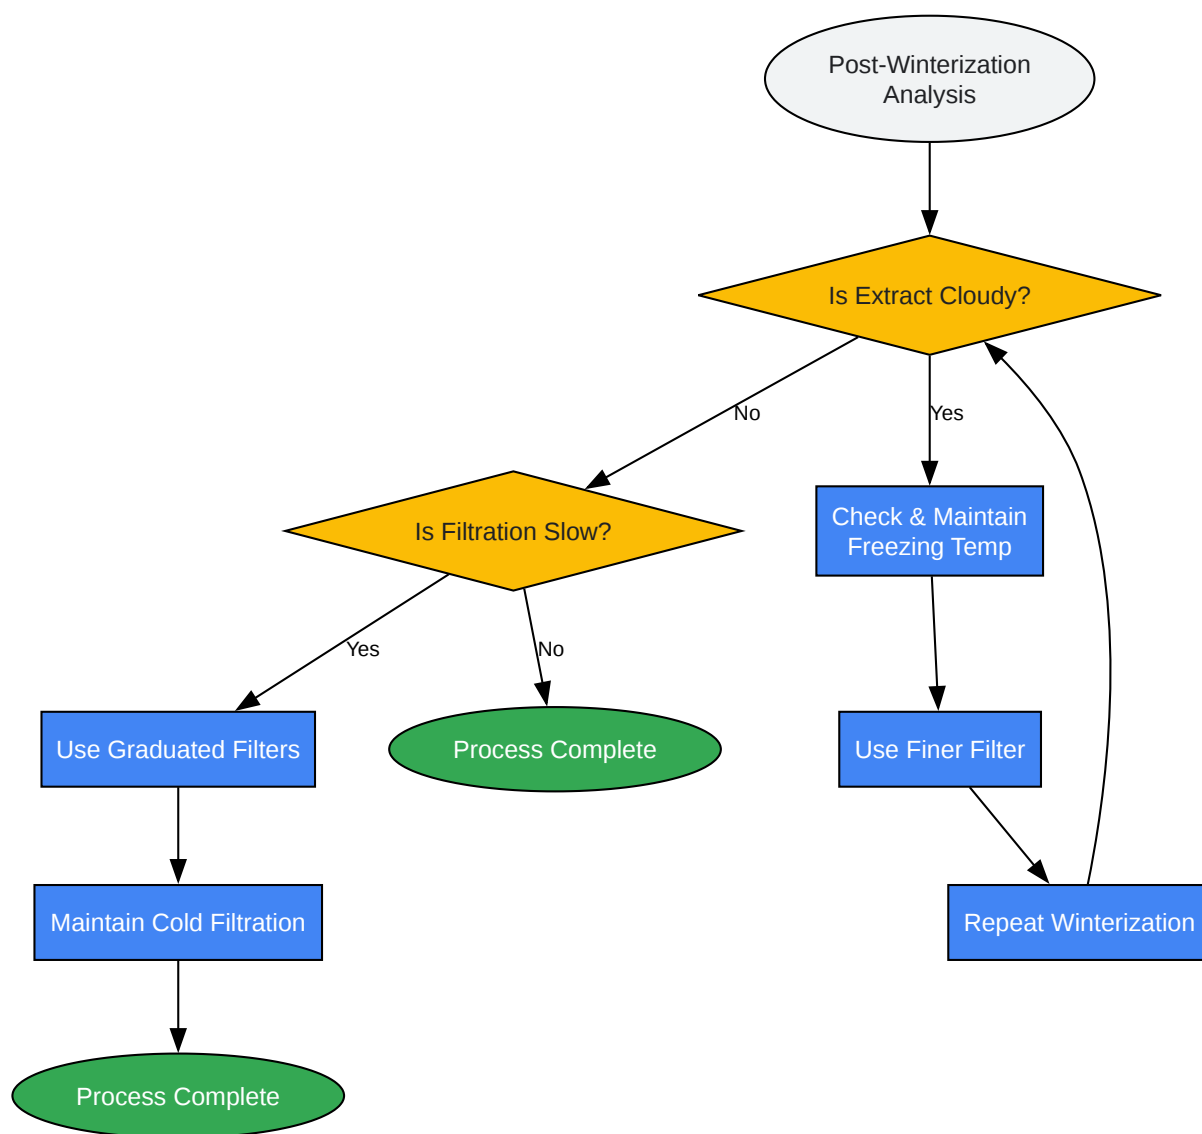 Post-Winterization
Analysis
Is Extract Cloudy?
No
Yes
Is Filtration Slow?
Check & Maintain
Freezing Temp
Yes
No
Use Graduated Filters
Process Complete
Use Finer Filter
Maintain Cold Filtration
Repeat Winterization
Process Complete